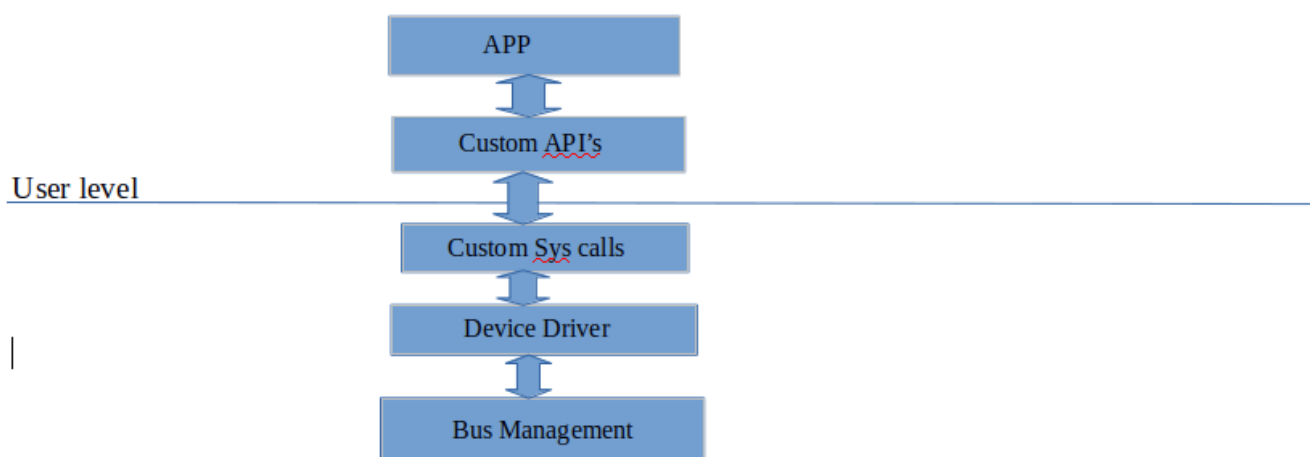 APP
Custom API’s
User level
Custom Sys calls
Device Driver
Bus Management